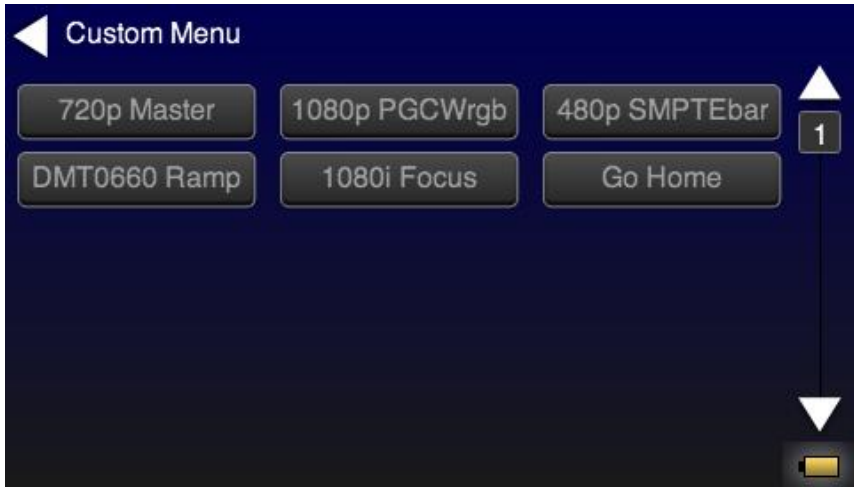 Custom Menu
720p Master 1080p PGCWrgb 480p SMPTEbar
1
DMT0660 Ramp 1080i Focus Go Home